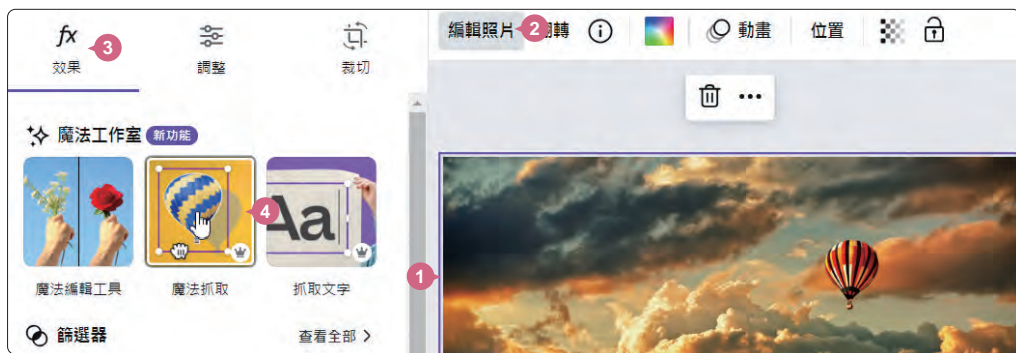 fx
效果
調整
裁切
3
編輯照片
2
翻轉
動畫
位置
魔法工作室
新功能
Aa
4
魔法編輯工具
魔法抓取
抓取文字
1
篩選器
查看全部 >